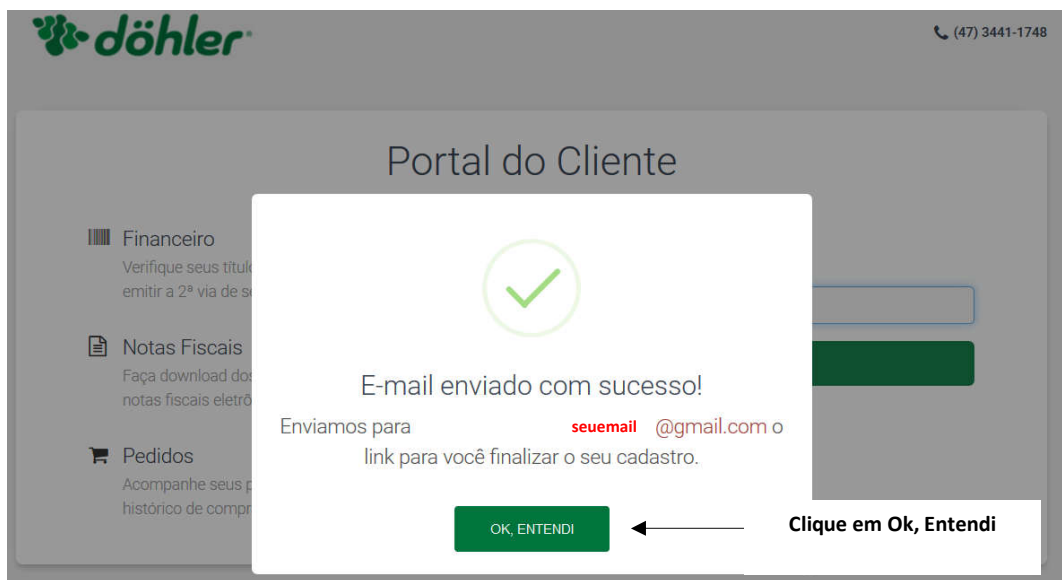 döhler
(47) 3441-1748
Portal do Cliente
Financeiro
Verifique seus títul
emitir a 2ª via de se
Notas Fiscais
Faça download dos
notas fiscais eletrô
Pedidos
Acompanhe seus p
histórico de compr
E-mail enviado com sucesso!
Enviamos para seuemail @gmail.com o
link para você finalizar o seu cadastro.
OK, ENTENDI
Clique em Ok, Entendi